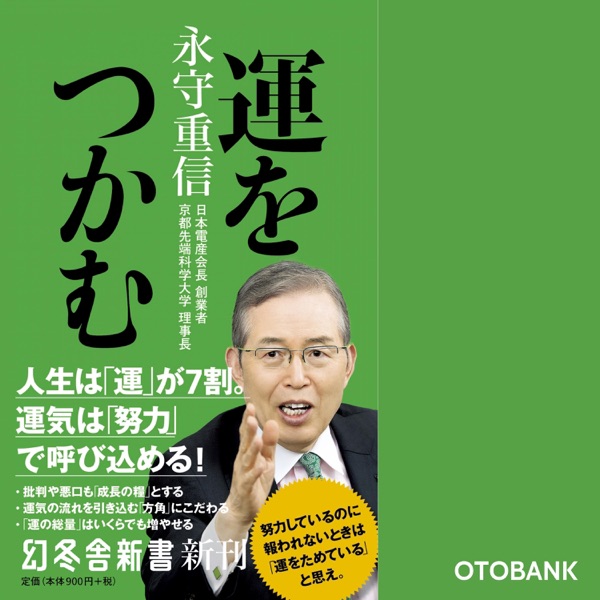 運を
つかむ
永守重信
日本電産会長 創業者
京都先端科学大学 理事長
人生は「運」が7割。
運気は「努力」
で呼び込める!
・批判や悪口も「成長の糧」とする
・運気の流れを引き込む「方角」にこだわる
・「運の総量」はいくらでも増やせる
幻冬舎新書 新刊
定価(本体900円+税)
努力しているのに
報われないときは
「運をためている」
と思え。
OTOBANK